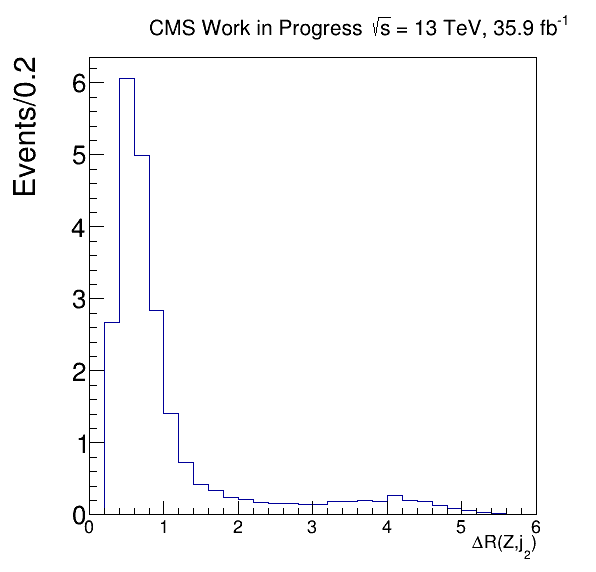 CMS Work in Progress √s = 13 TeV, 35.9 fb⁻¹
Events/0.2
6
5
4
3
2
1
0
0 1 2 3 4 5 6
ΔR(Z,j₂)